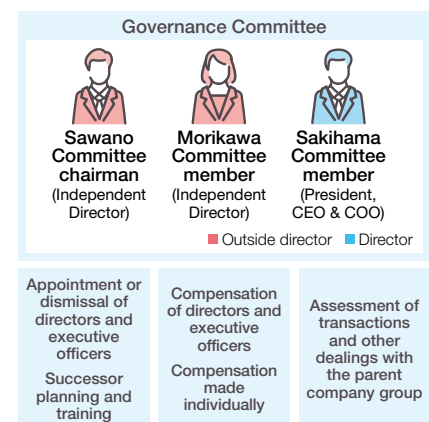 Governance Committee
Sawano
Committee
chairman
(Independent
Director)
Morikawa
Committee
member
(Independent
Director)
Sakihama
Committee
member
(President,
CEO & COO)
Outside director
Director
Appointment or
dismissal of
directors and
executive
officers
Successor
planning and
training
Compensation
of directors and
executive
officers
Compensation
made
individually
Assessment of
transactions
and other
dealings with
the parent
company group